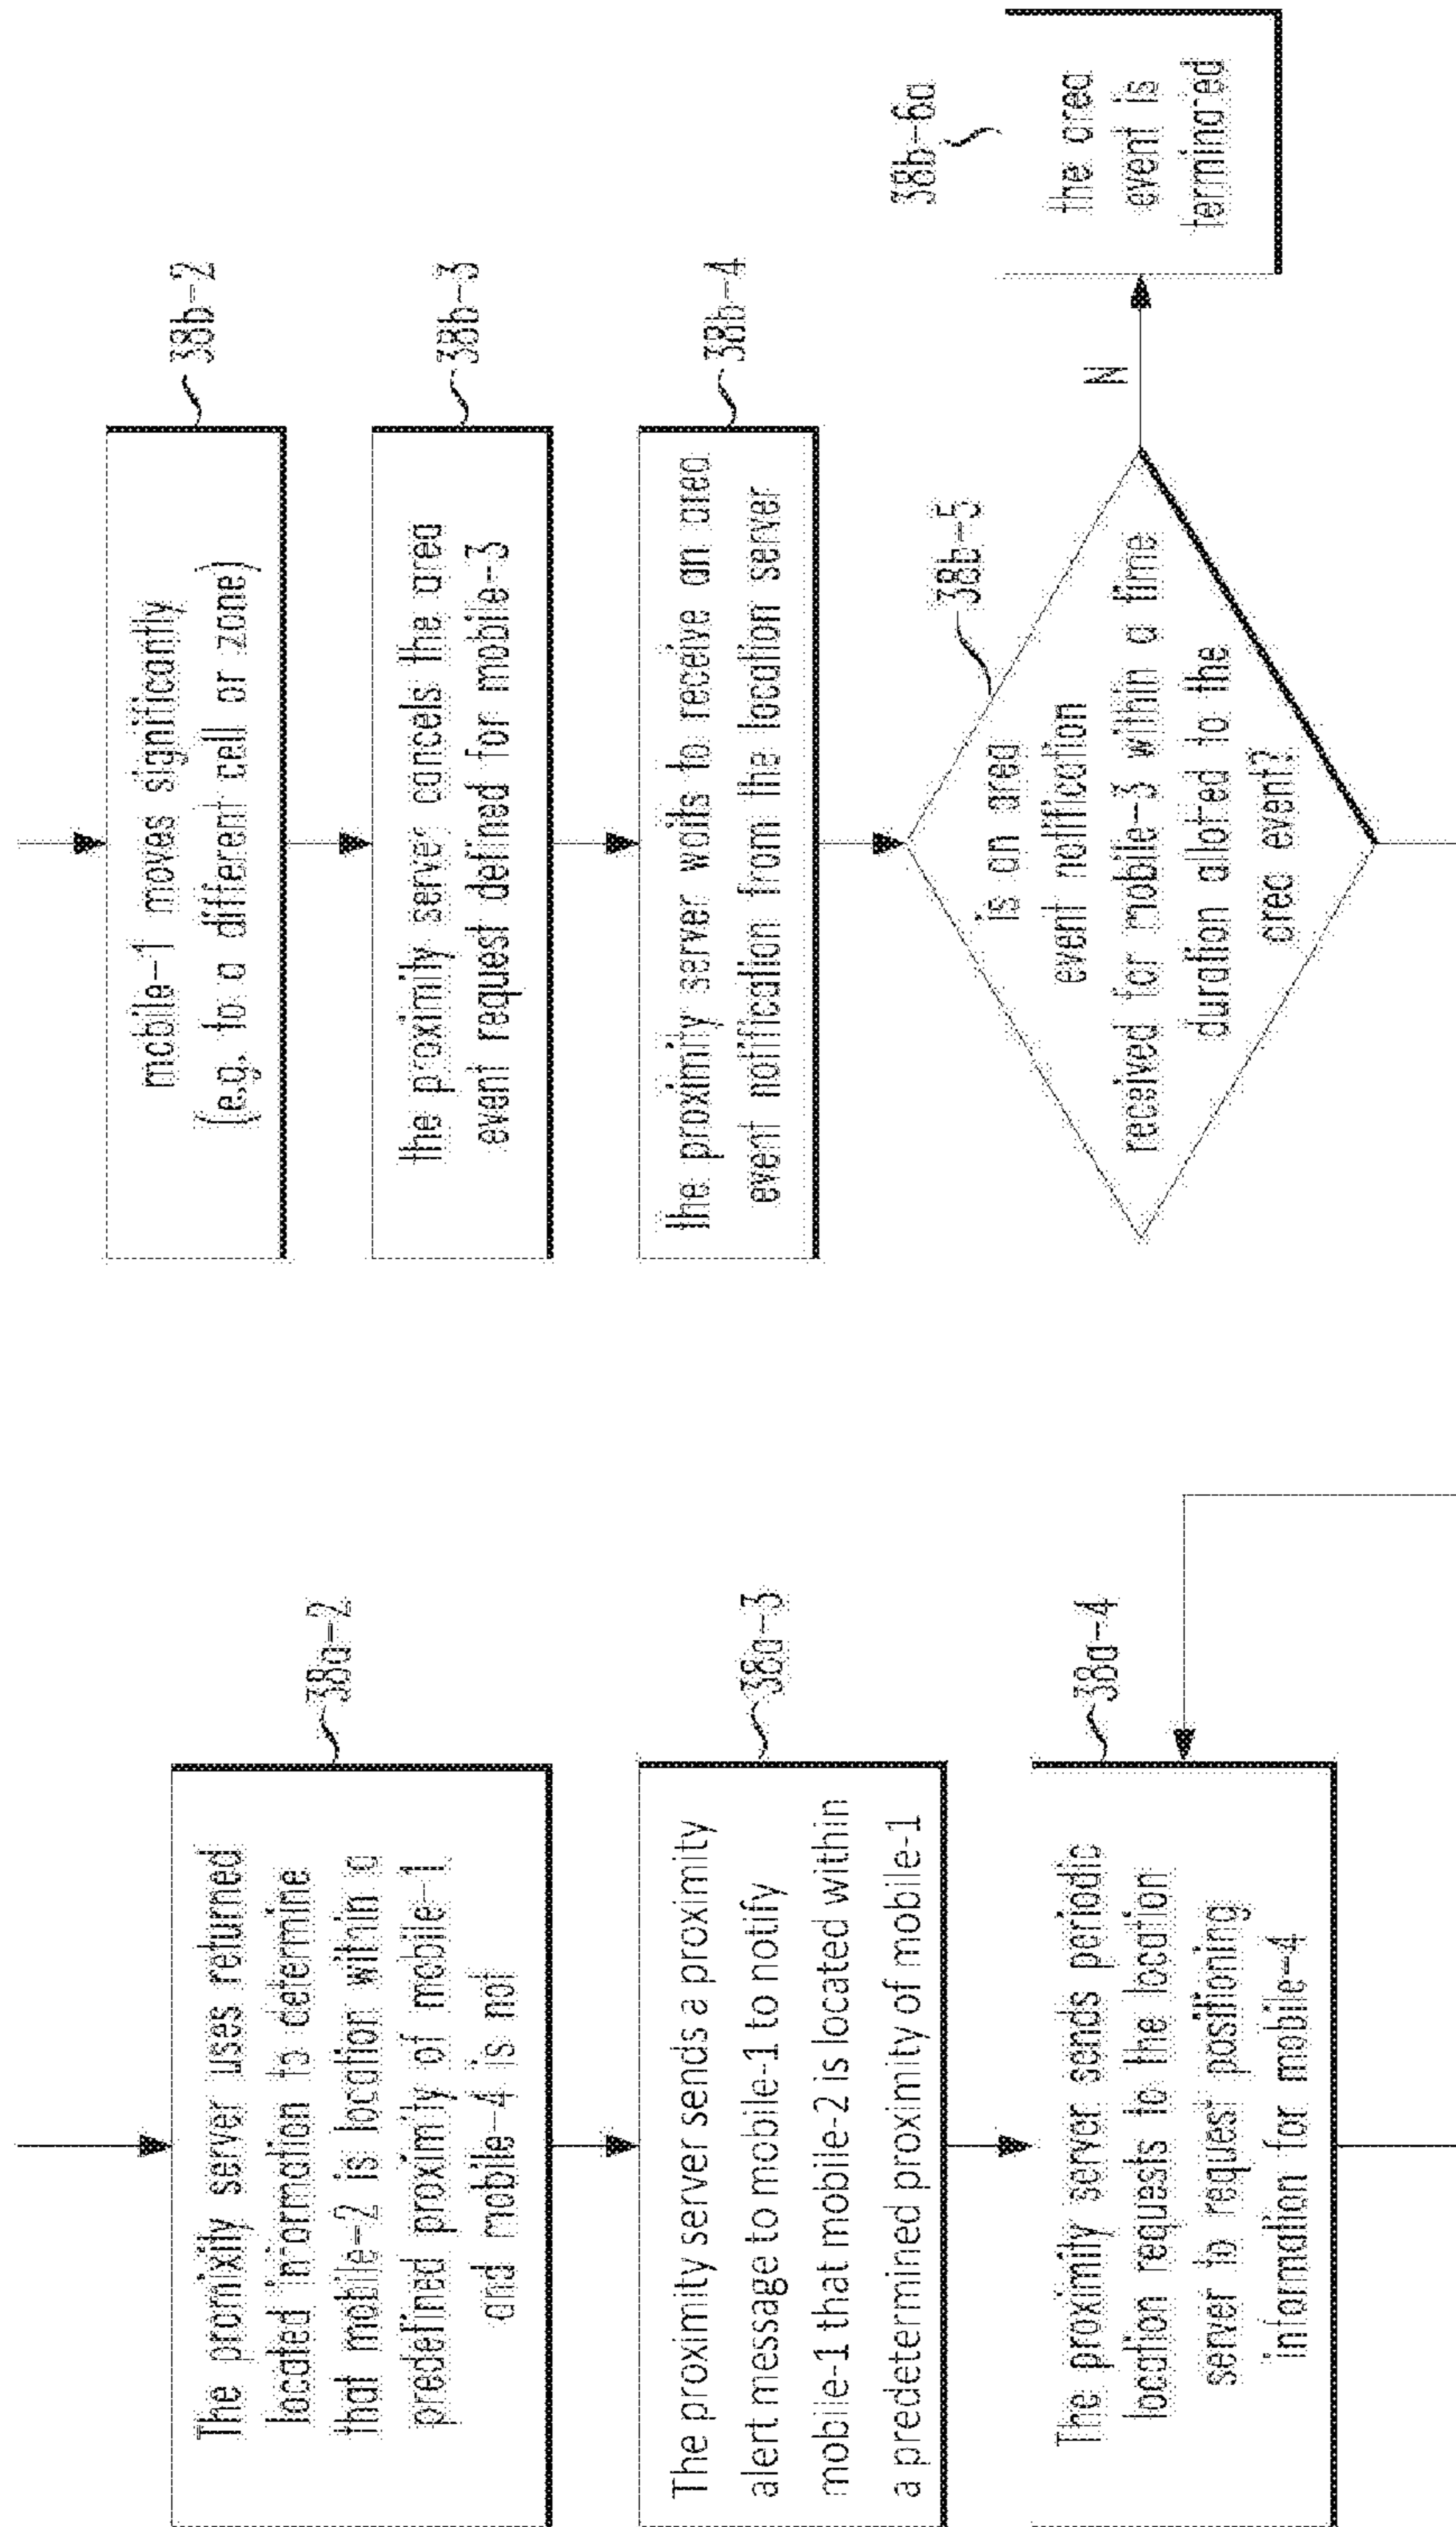 The promixity server uses returned
located information to determine
that mobile-2 is location within a
predefined proximity of mobile-1
and mobile-4 is not
38a-2
The proximity server sends a proximity
alert message to mobile-1 to notify
mobile-1 that mobile-2 is located within
a predetermined proximity of mobile-1
38a-3
The proximity server sends periodic
location requests to the location
server to request positioning
information for mobile-4
38a-4
mobile-1 moves significantly
(e.g. to a different cell or zone)
38b-2
the proximity server cancels the area
event request defined for mobile-3
38b-3
the proximity server waits to receive an area
event notification from the location server
38b-4
is an area
event notification
received for mobile-3 within a time
duration allotted to the
area event?
38b-5
N
38b-6a
the area
event is
terminated